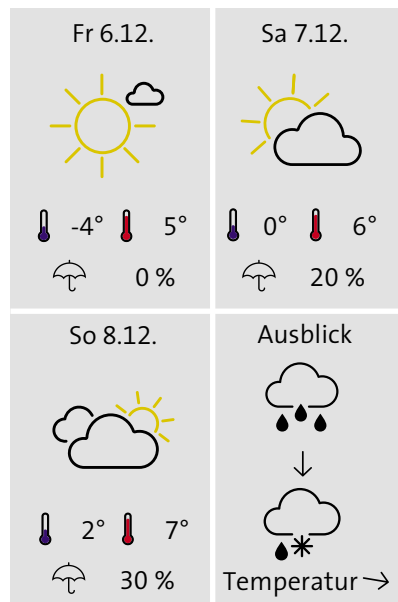 Fr 6.12.
-4° 5°
0 %
Sa 7.12.
0° 6°
20 %
So 8.12.
2° 7°
30 %
Ausblick
Temperatur →